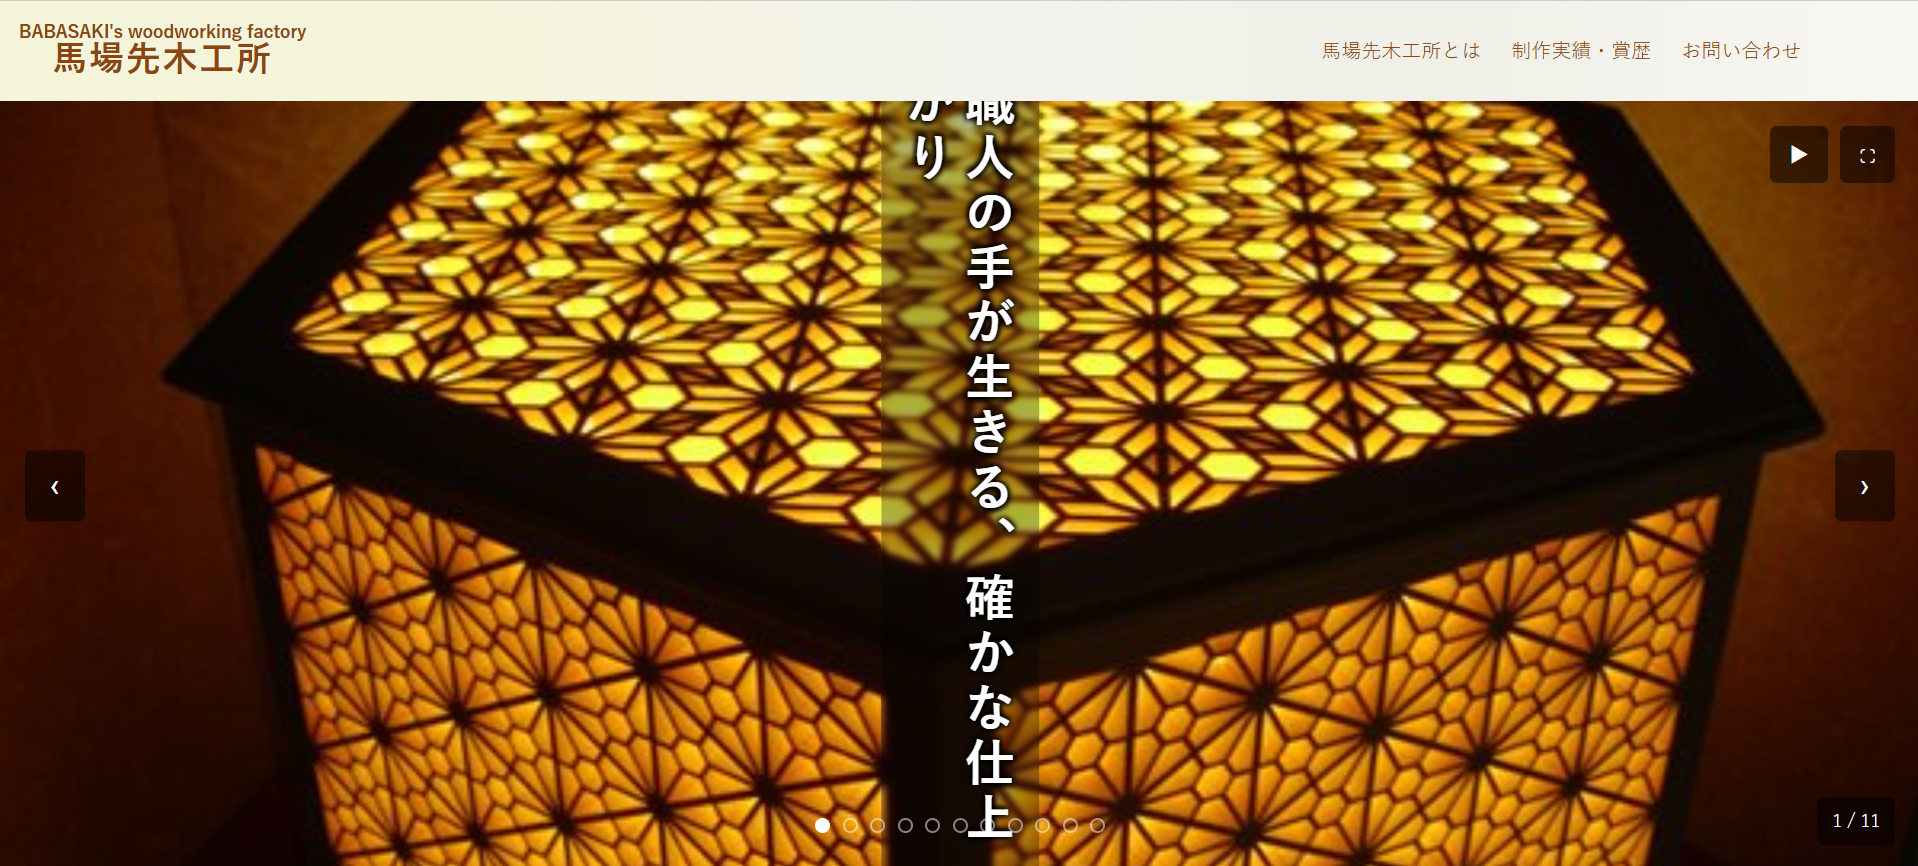 BABASAKI's woodworking factory
馬場先木工所
馬場先木工所とは
制作実績・賞歴
お問い合わせ
職人の手が生きる、確かな仕上
がり
1 / 11